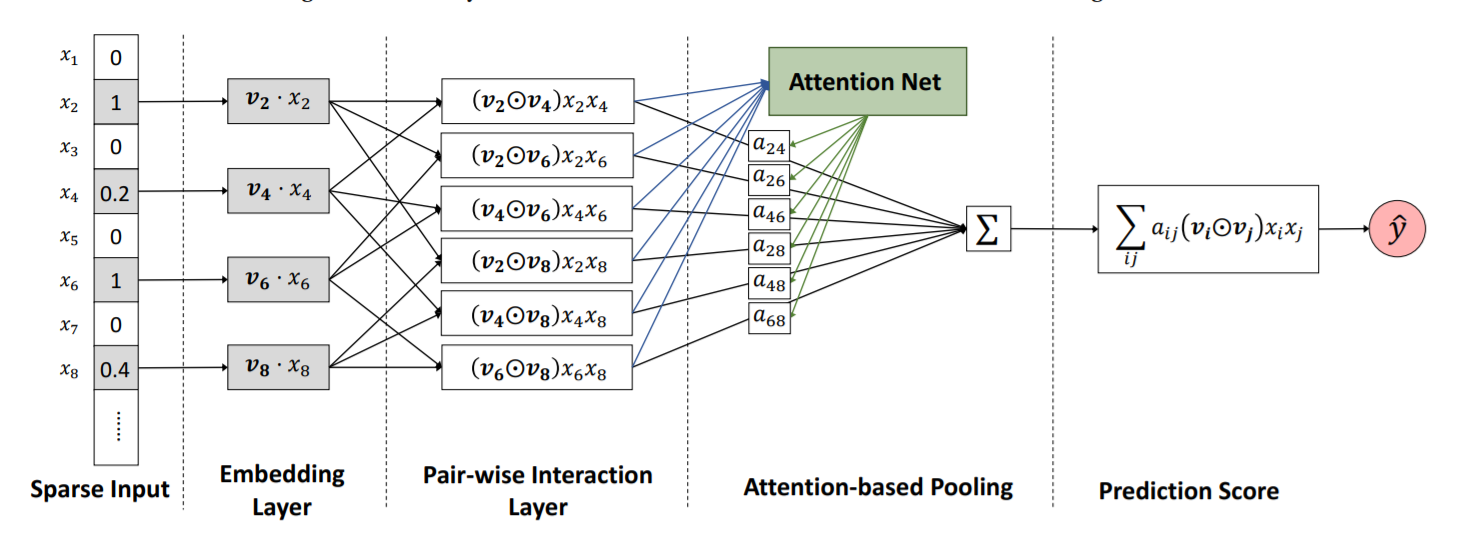 x₁ 0
x₂ 1
x₃ 0
x₄ 0.2
x₅ 0
x₆ 1
x₇ 0
x₈ 0.4
Sparse Input
v₂ · x₂
v₄ · x₄
v₆ · x₆
v₈ · x₈
Embedding
Layer
(v₂⊙v₄)x₂x₄
(v₂⊙v₆)x₂x₆
(v₄⊙v₆)x₄x₆
(v₂⊙v₈)x₂x₈
(v₄⊙v₈)x₄x₈
(v₆⊙v₈)x₆x₈
Pair-wise Interaction
Layer
Attention Net
a₂₄
a₂₆
a₄₆
a₂₈
a₄₈
a₆₈
Σ
Attention-based Pooling
∑ᵢⱼ aᵢⱼ(vᵢ⊙vⱼ)xᵢxⱼ
ŷ
Prediction Score